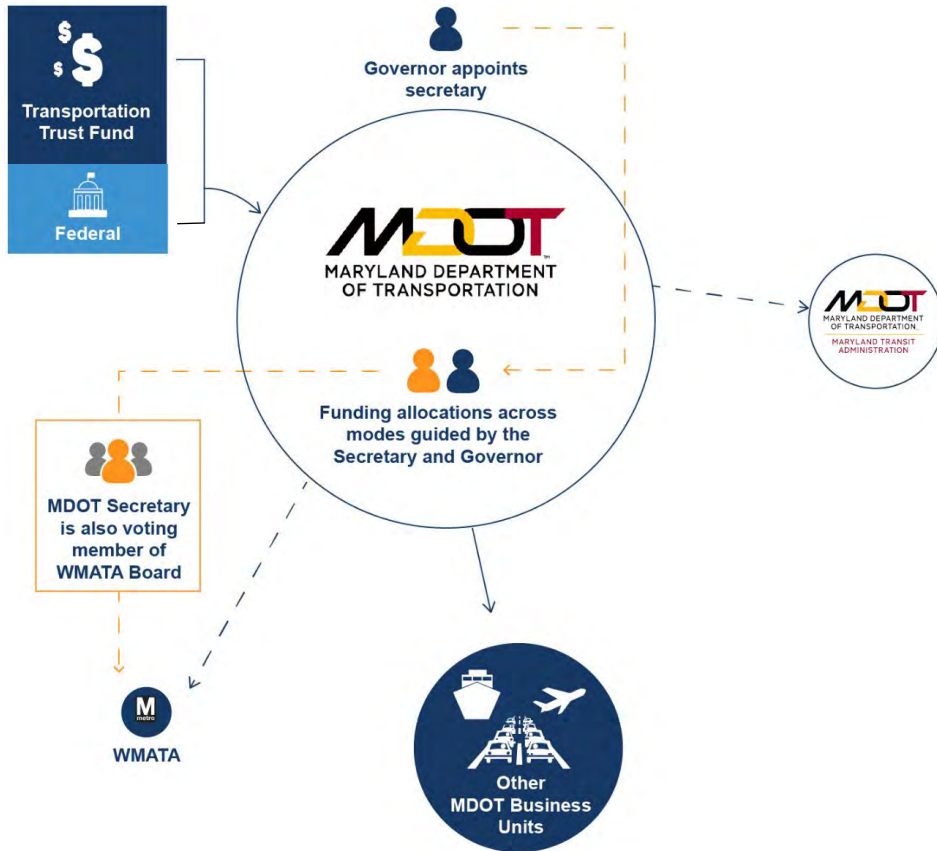 $
$
$
Transportation
Trust Fund
Federal
Governor appoints
secretary
MDOT
TM
MARYLAND DEPARTMENT
OF TRANSPORTATION
MDOT
MARYLAND DEPARTMENT
OF TRANSPORTATION
MARYLAND TRANSIT
ADMINISTRATION
Funding allocations across
modes guided by the
Secretary and Governor
MDOT Secretary
is also voting
member of
WMATA Board
M
metro
WMATA
Other
MDOT Business
Units